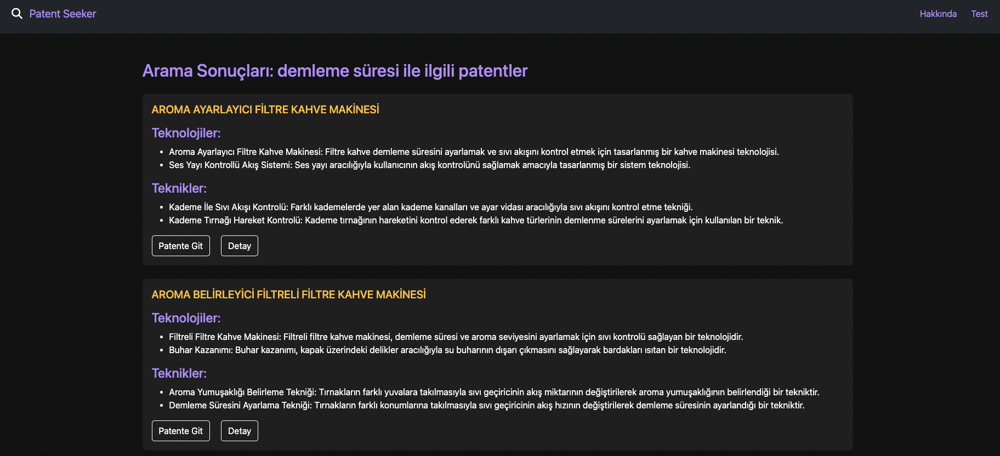 Patent Seeker
Hakkında
Test
Arama Sonuçları: demleme süresi ile ilgili patentler
AROMA AYARLAYICI FİLTRE KAHVE MAKİNESİ
Teknolojiler:
• Aroma Ayarlayıcı Filtre Kahve Makinesi: Filtre kahve demleme süresini ayarlamak ve sıvı akışını kontrol etmek için tasarlanmış bir kahve makinesi teknolojisi.
• Ses Yayı Kontrollü Akış Sistemi: Ses yayı aracılığıyla kullanıcının akış kontrolünü sağlamak amacıyla tasarlanmış bir sistem teknolojisi.
Teknikler:
• Kademe İle Sıvı Akışı Kontrolü: Farklı kademelerde yer alan kademe kanalları ve ayar vidası aracılığıyla sıvı akışını kontrol etme tekniği.
• Kademe Tırnağı Hareket Kontrolü: Kademe tırnağının hareketini kontrol ederek farklı kahve türlerinin demlenme sürelerini ayarlamak için kullanılan bir teknik.
Patente Git
Detay
AROMA BELİRLEYİCİ FİLTRELİ FİLTRE KAHVE MAKİNESİ
Teknolojiler:
• Filtreli Filtre Kahve Makinesi: Filtreli filtre kahve makinesi, demleme süresi ve aroma seviyesini ayarlamak için sıvı kontrolü sağlayan bir teknolojidir.
• Buhar Kazanımı: Buhar kazanımı, kapak üzerindeki delikler aracılığıyla su buharının dışarı çıkmasını sağlayarak bardakları ısıtan bir teknolojidir.
Teknikler:
• Aroma Yumuşaklığı Belirleme Tekniği: Tırnakların farklı yuvalara takılmasıyla sıvı geçiricinin akış miktarının değiştirilerek aroma yumuşaklığının belirlendiği bir tekniktir.
• Demleme Süresini Ayarlama Tekniği: Tırnakların farklı konumlarına takılmasıyla sıvı geçiricinin akış hızının değiştirilerek demleme süresinin ayarlandığı bir tekniktir.
Patente Git
Detay